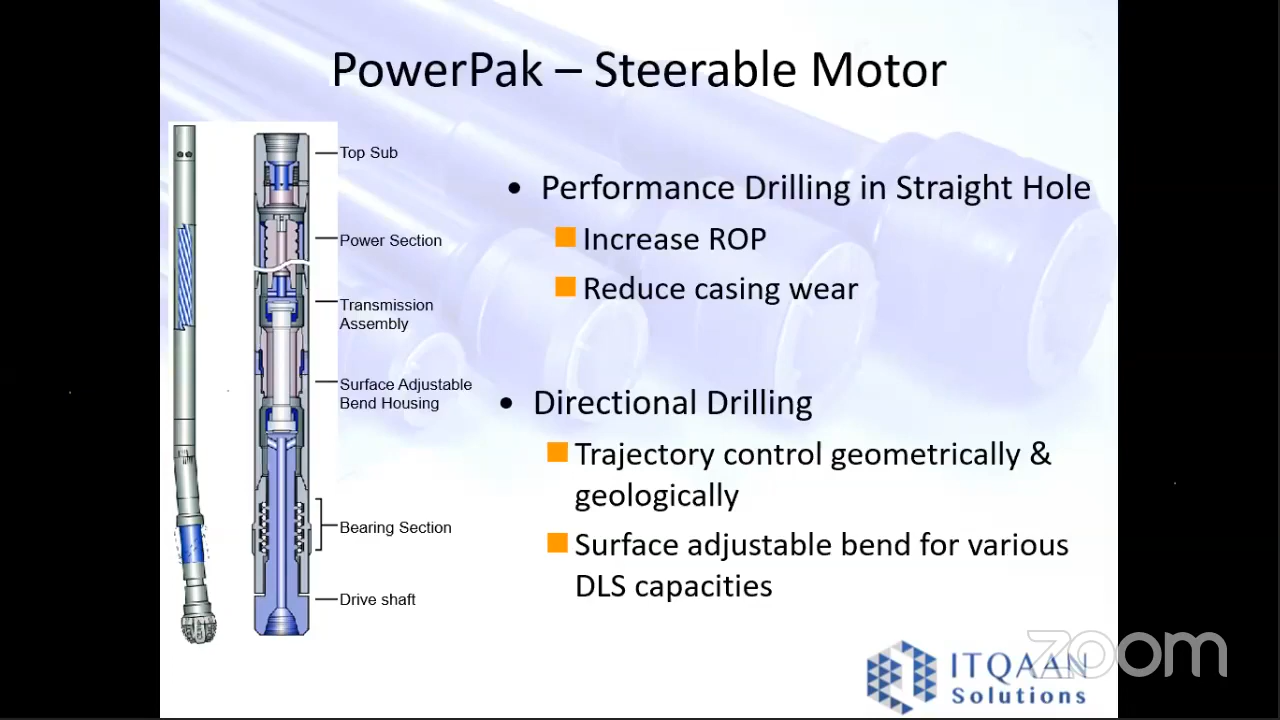 PowerPak – Steerable Motor
Top Sub
Power Section
Transmission
Assembly
Surface Adjustable
Bend Housing
Bearing Section
Drive shaft
• Performance Drilling in Straight Hole
Increase ROP
Reduce casing wear
• Directional Drilling
Trajectory control geometrically &
geologically
Surface adjustable bend for various
DLS capacities
ITQAAN
Solutions
zoom